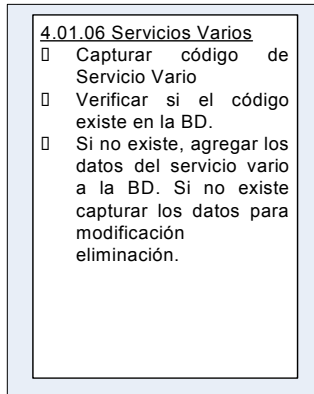 4.01.06 Servicios Varios
▯ Capturar código de
Servicio Vario
▯ Verificar si el código
existe en la BD.
▯ Si no existe, agregar los
datos del servicio vario
a la BD. Si no existe
capturar los datos para
modificación
eliminación.